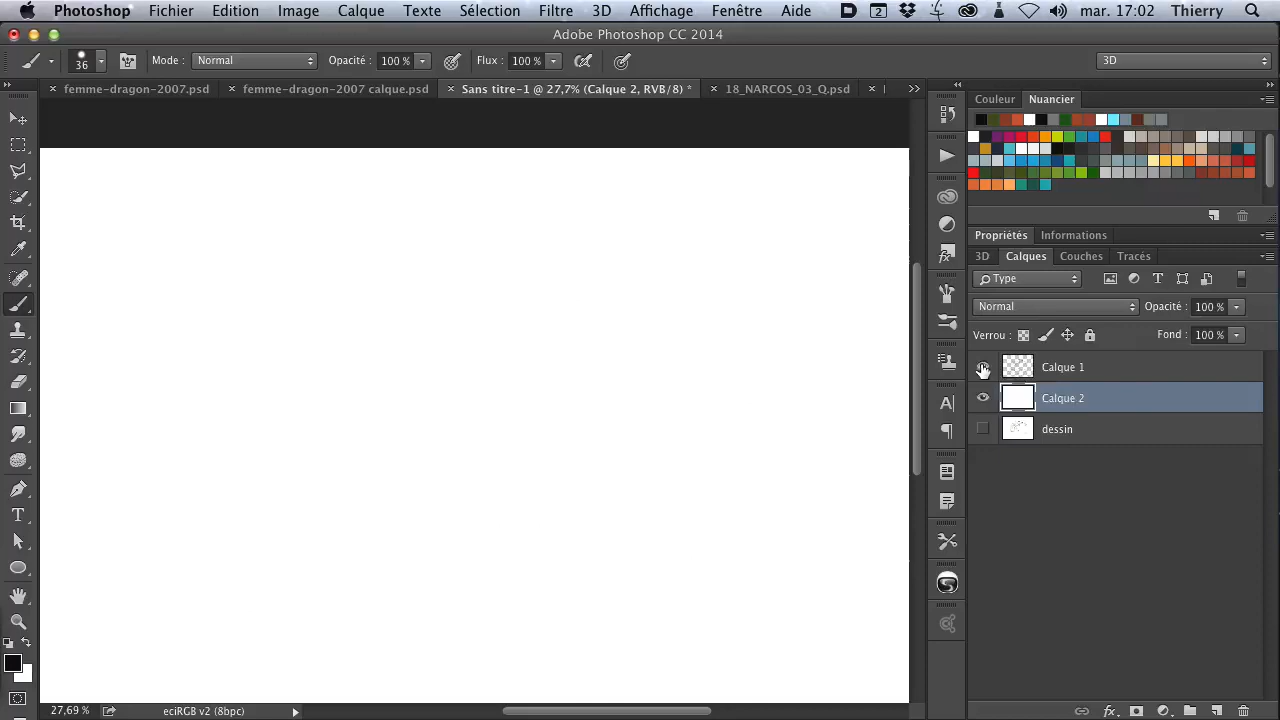 Photoshop Fichier Edition Image Calque Texte Sélection Filtre 3D Affichage Fenêtre Aide 2 mar. 17:02 Thierry
Adobe Photoshop CC 2014
36 Mode : Normal Opacité : 100 % Flux : 100 % 3D
femme-dragon-2007.psd femme-dragon-2007 calque.psd Sans titre-1 @ 27,7% (Calque 2, RVB/8) * 18_NARCOS_03_Q.psd
Couleur Nuancier
Propriétés Informations
3D Calques Couches Tracés
Type
Normal Opacité : 100 %
Verrou : Fond : 100 %
Calque 1
Calque 2
dessin
27,69 % eciRGB v2 (8bpc)